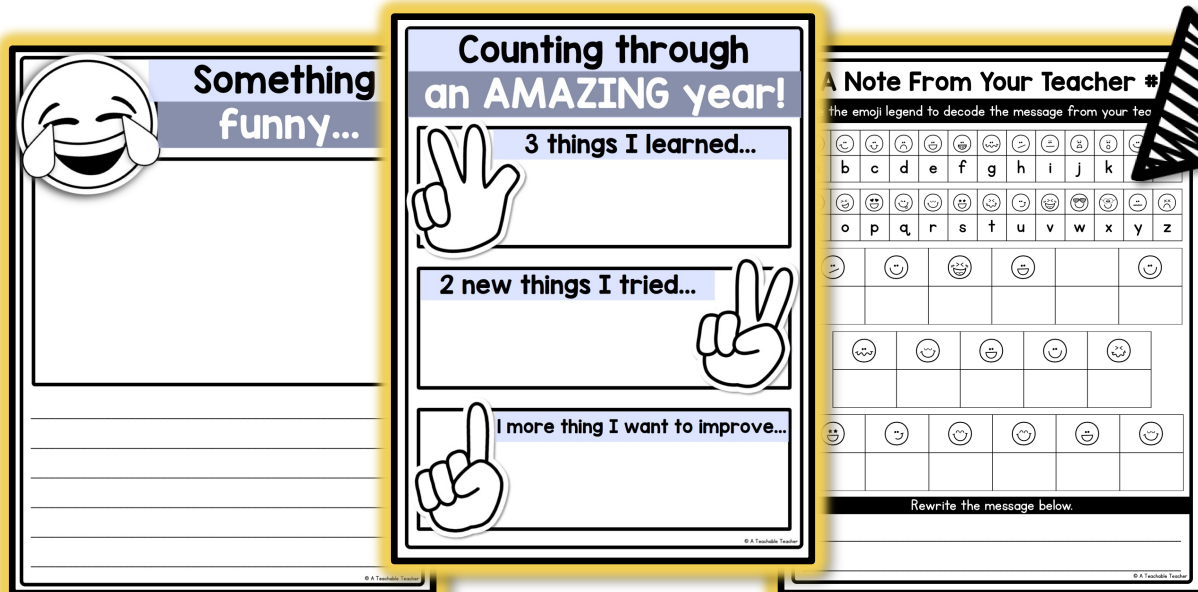 Something
funny...
© A Teachable Teacher
Counting through
an AMAZING year!
3 things I learned...
2 new things I tried...
1 more thing I want to improve...
© A Teachable Teacher
A Note From Your Teacher
the emoji legend to decode the message from your
b c d e f g h i j k
o p q r s t u v w x y z
Rewrite the message below.
© A Teachable Teacher